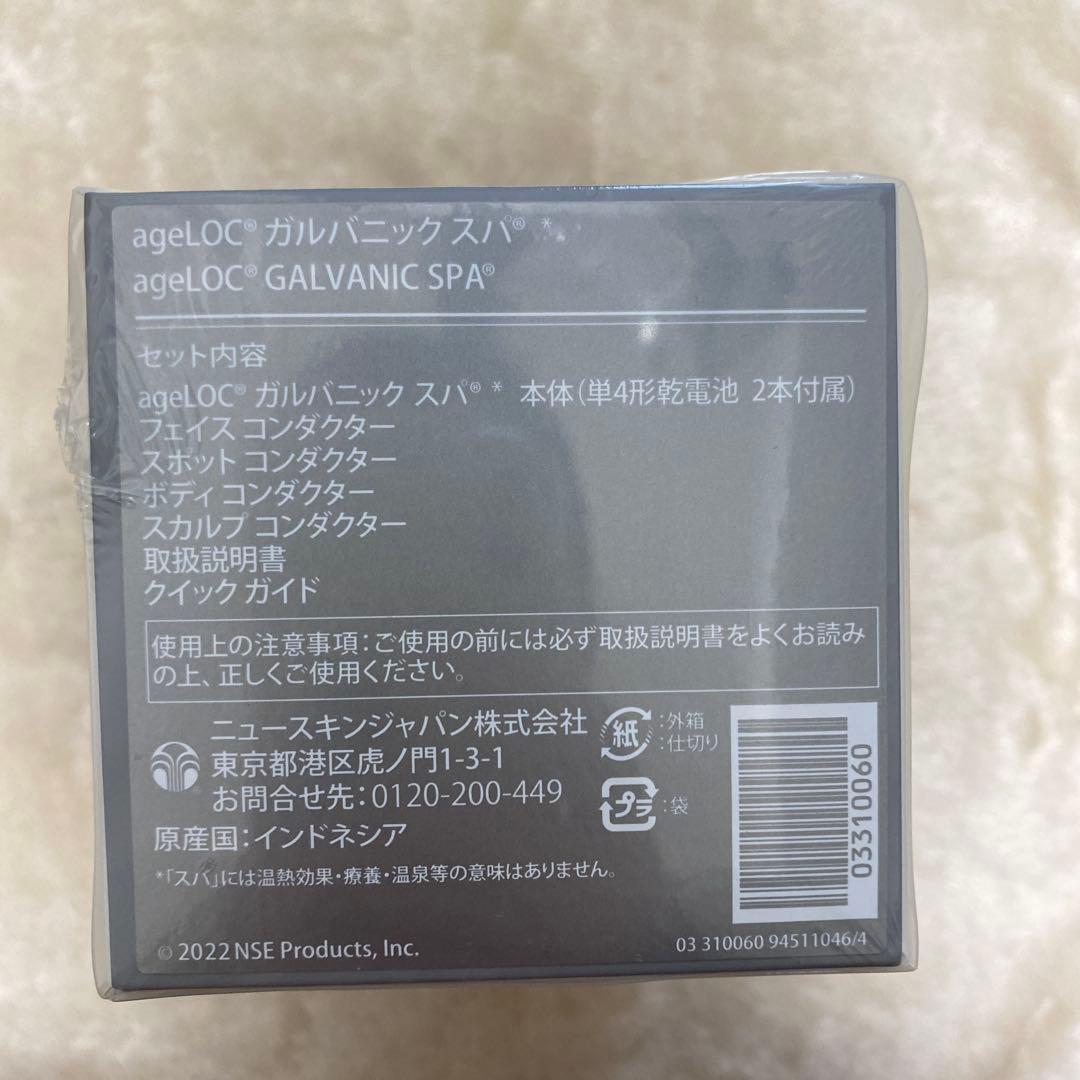 ageLOC® ガルバニック スパ® *
ageLOC® GALVANIC SPA®
セット内容
ageLOC® ガルバニック スパ® * 本体(単4形乾電池 2本付属)
フェイス コンダクター
スポット コンダクター
ボディ コンダクター
スカルプ コンダクター
取扱説明書
クイック ガイド
使用上の注意事項:ご使用の前には必ず取扱説明書をよくお読み
の上、正しくご使用ください。
ニュースキンジャパン株式会社
東京都港区虎ノ門1-3-1
お問合せ先:0120-200-449
紙 :外箱
:仕切り
プラ :袋
原産国:インドネシア
*「スパ」には温熱効果・療養・温泉等の意味はありません。
03310060
© 2022 NSE Products, Inc.
03 310060 94511046/4